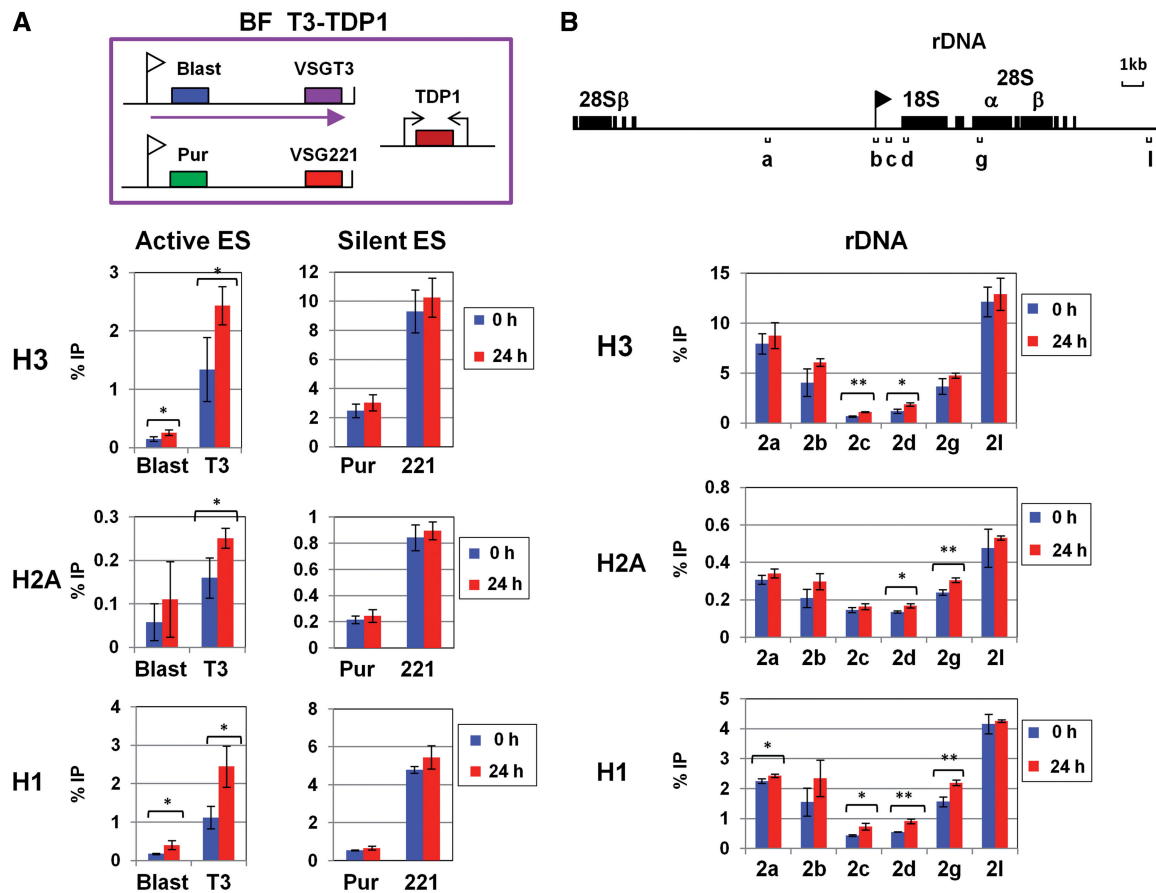 A
BF T3-TDP1
Blast
VSGT3
TDP1
Pur
VSG221
Active ES
Silent ES
H3
% IP
3
2
1
0
*
*
Blast T3
12
10
8
6
4
2
0
Pur 221
0 h
24 h
H2A
% IP
0.3
0.2
0.1
0
*
Blast T3
1
0.8
0.6
0.4
0.2
0
Pur 221
0 h
24 h
H1
% IP
4
3
2
1
0
*
*
Blast T3
8
6
4
2
0
Pur 221
0 h
24 h
B
rDNA
1kb
28Sβ
18S
28S
α β
a b c d g l
rDNA
H3
% IP
15
10
5
0
** *
2a 2b 2c 2d 2g 2l
0 h
24 h
H2A
% IP
0.8
0.6
0.4
0.2
0
* **
2a 2b 2c 2d 2g 2l
0 h
24 h
H1
% IP
5
4
3
2
1
0
* * ** **
2a 2b 2c 2d 2g 2l
0 h
24 h